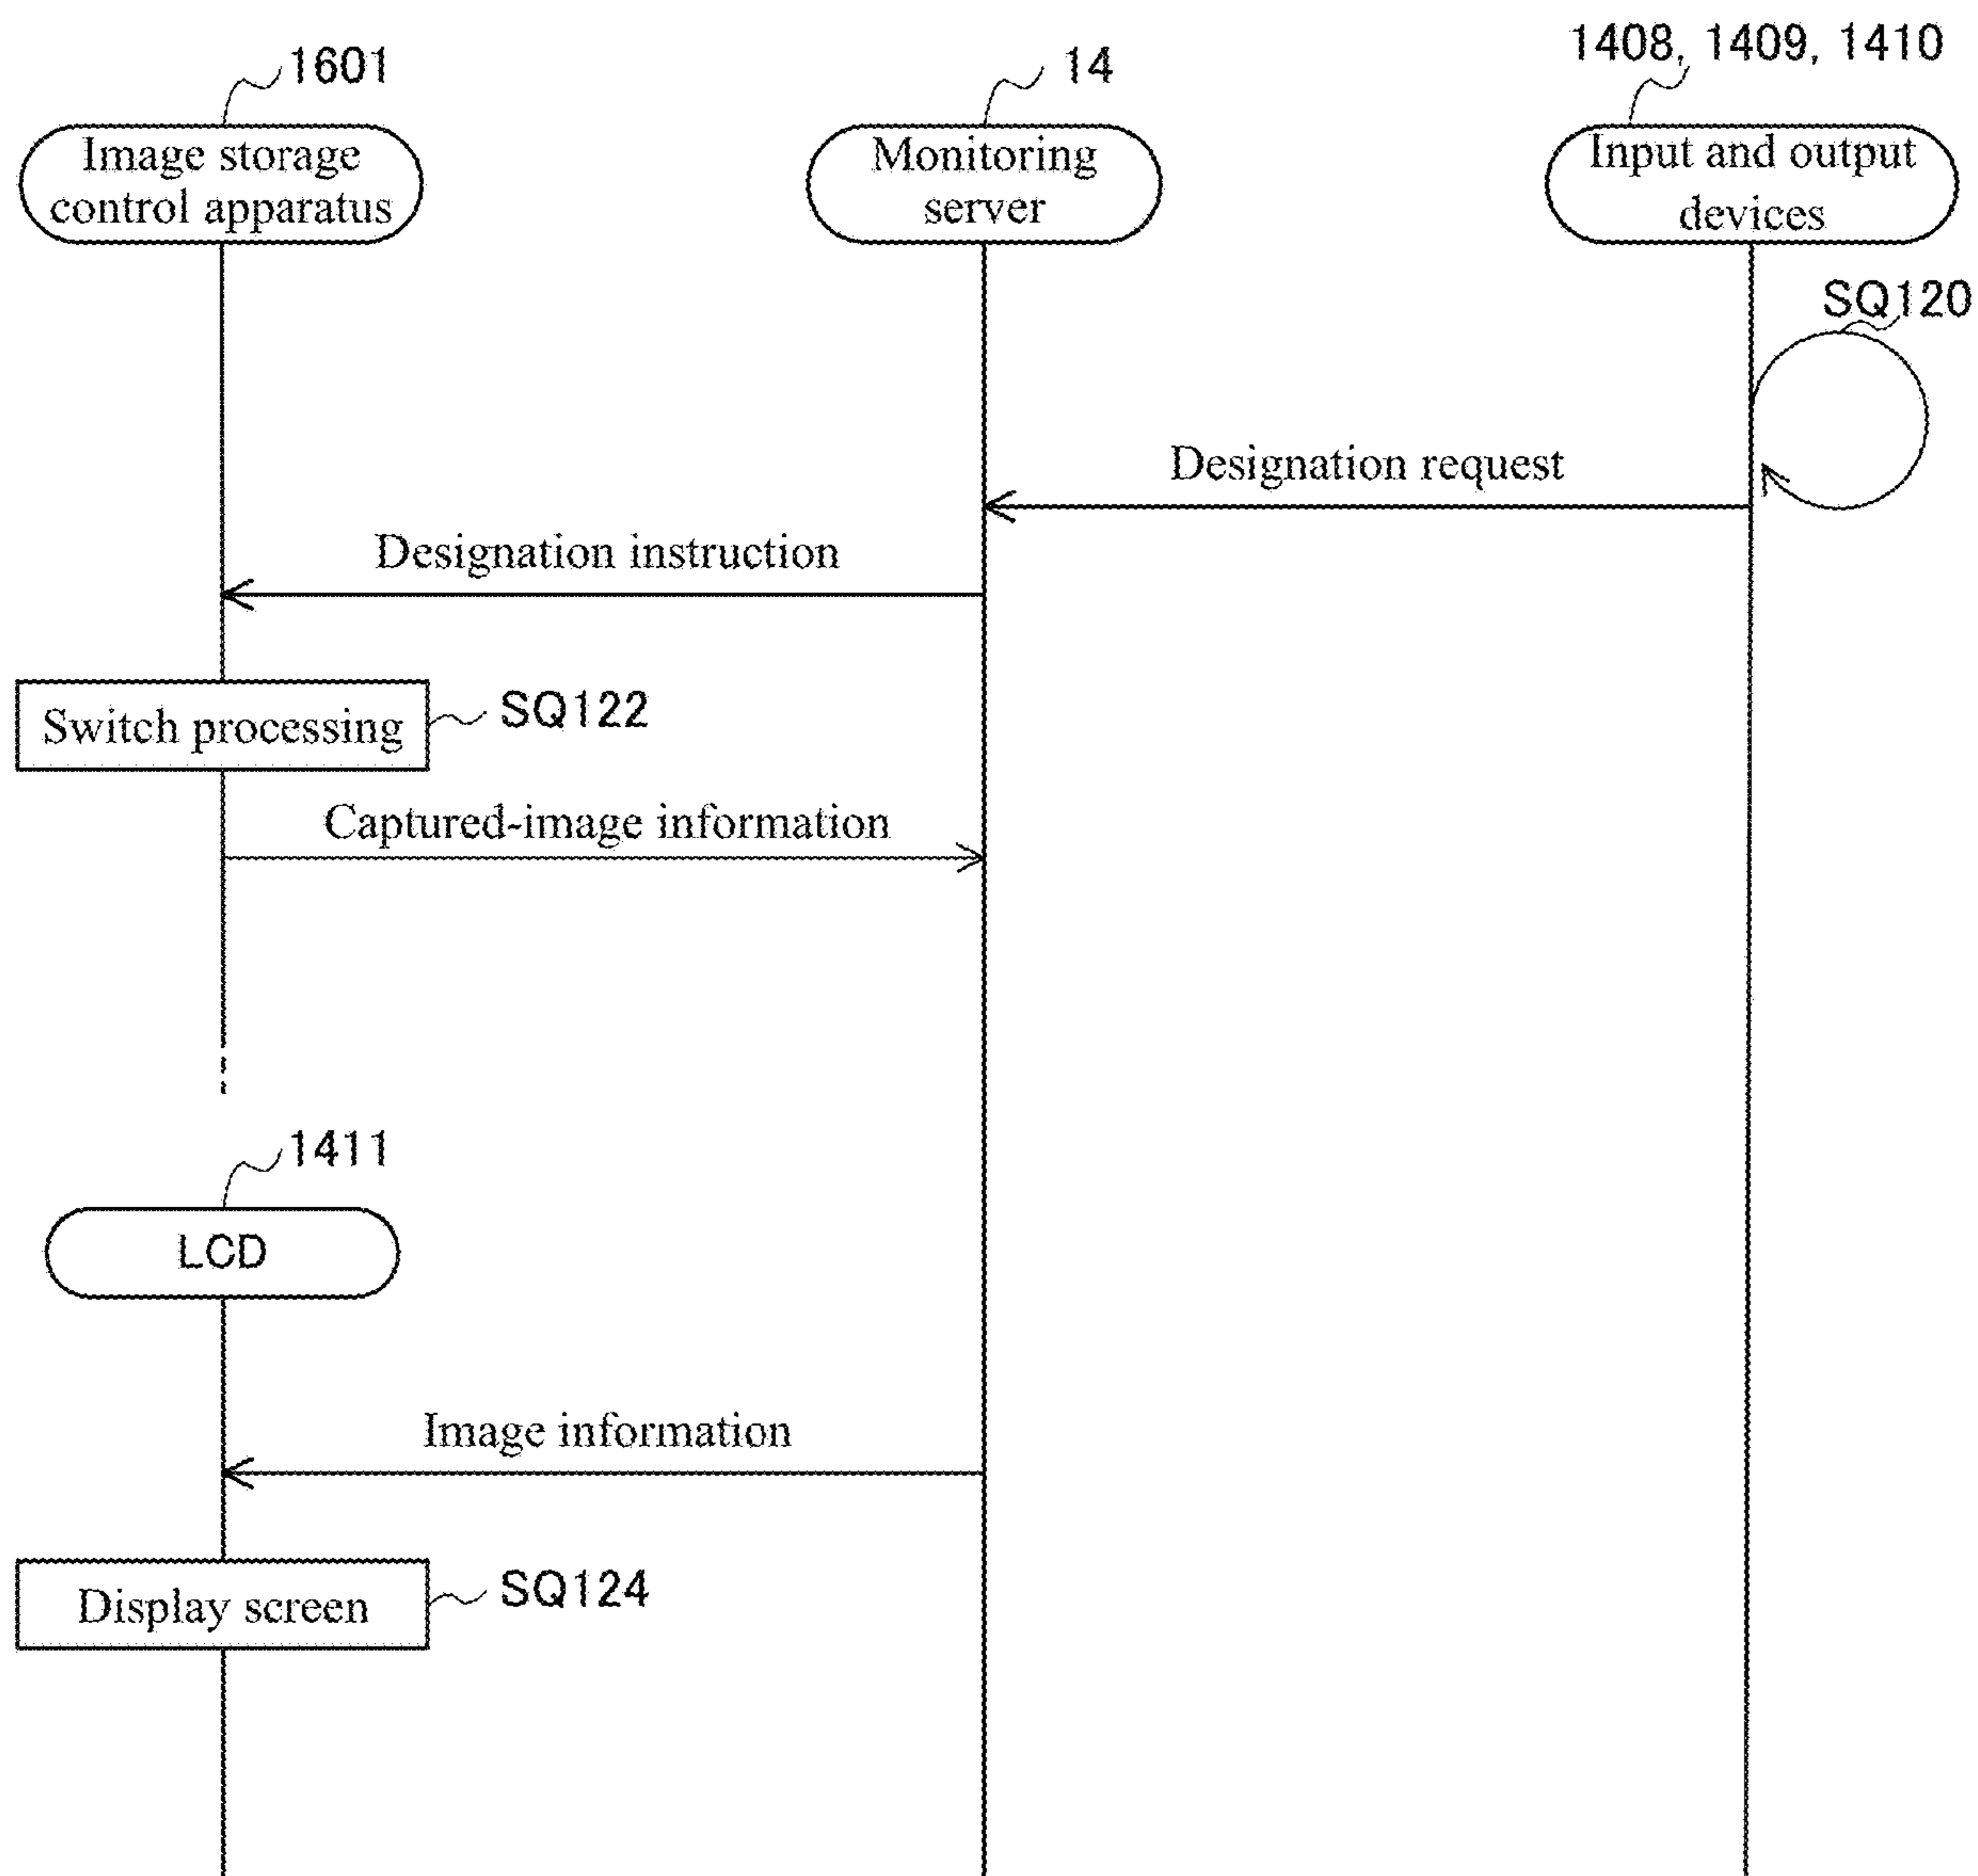 1601
14
1408, 1409, 1410
Image storage
control apparatus
Monitoring
server
Input and output
devices
SQ120
Designation request
Designation instruction
Switch processing
SQ122
Captured-image information
1411
LCD
Image information
Display screen
SQ124